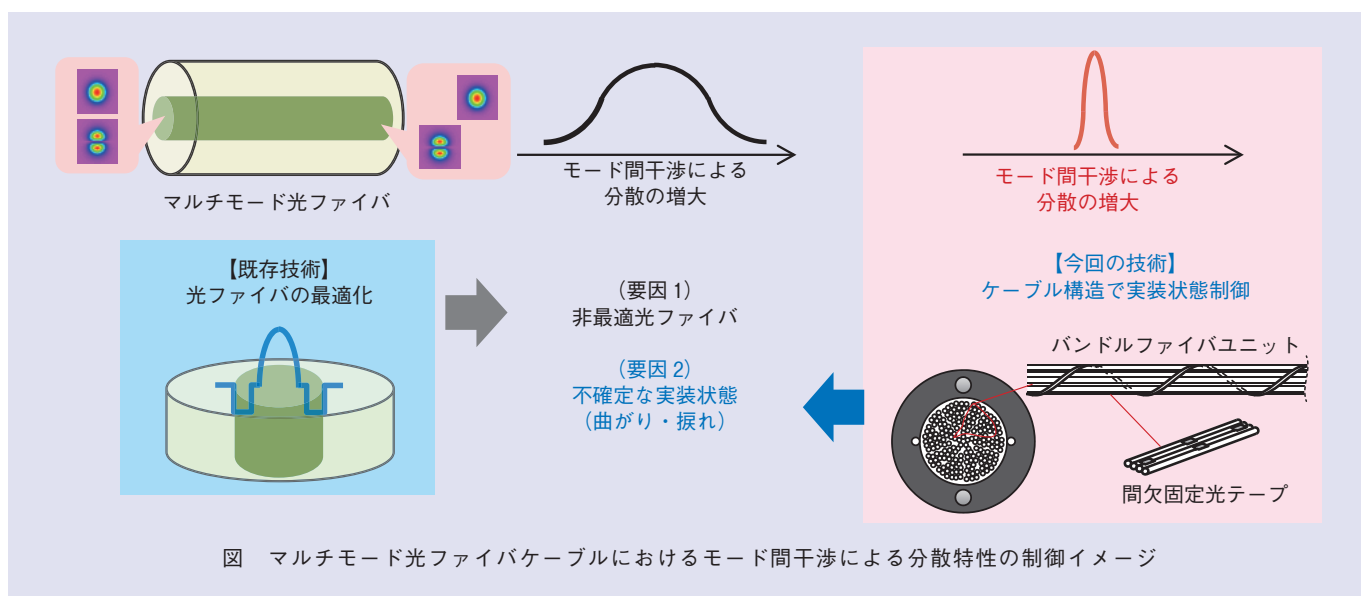 マルチモード光ファイバ
モード間干渉による
分散の増大
モード間干渉による
分散の増大
【既存技術】
光ファイバの最適化
（要因 1）
非最適光ファイバ
（要因 2）
不確定な実装状態
（曲がり・捩れ）
【今回の技術】
ケーブル構造で実装状態制御
バンドルファイバユニット
間欠固定光テープ
図　マルチモード光ファイバケーブルにおけるモード間干渉による分散特性の制御イメージ